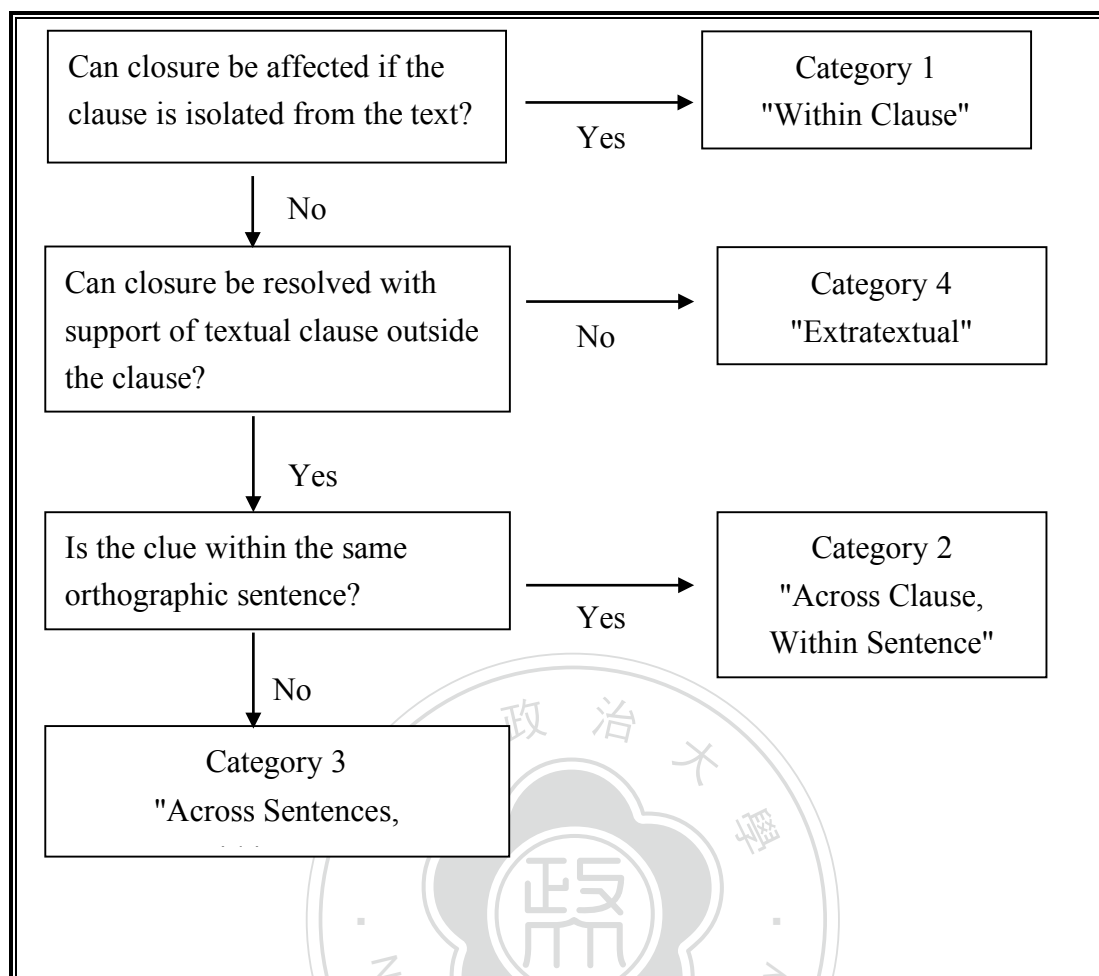 Can closure be affected if the
clause is isolated from the text?
Yes
Category 1
"Within Clause"
No
Can closure be resolved with
support of textual clause outside
the clause?
No
Category 4
"Extratextual"
Yes
Is the clue within the same
orthographic sentence?
Yes
Category 2
"Across Clause,
Within Sentence"
No
Category 3
"Across Sentences,
政治大學
政